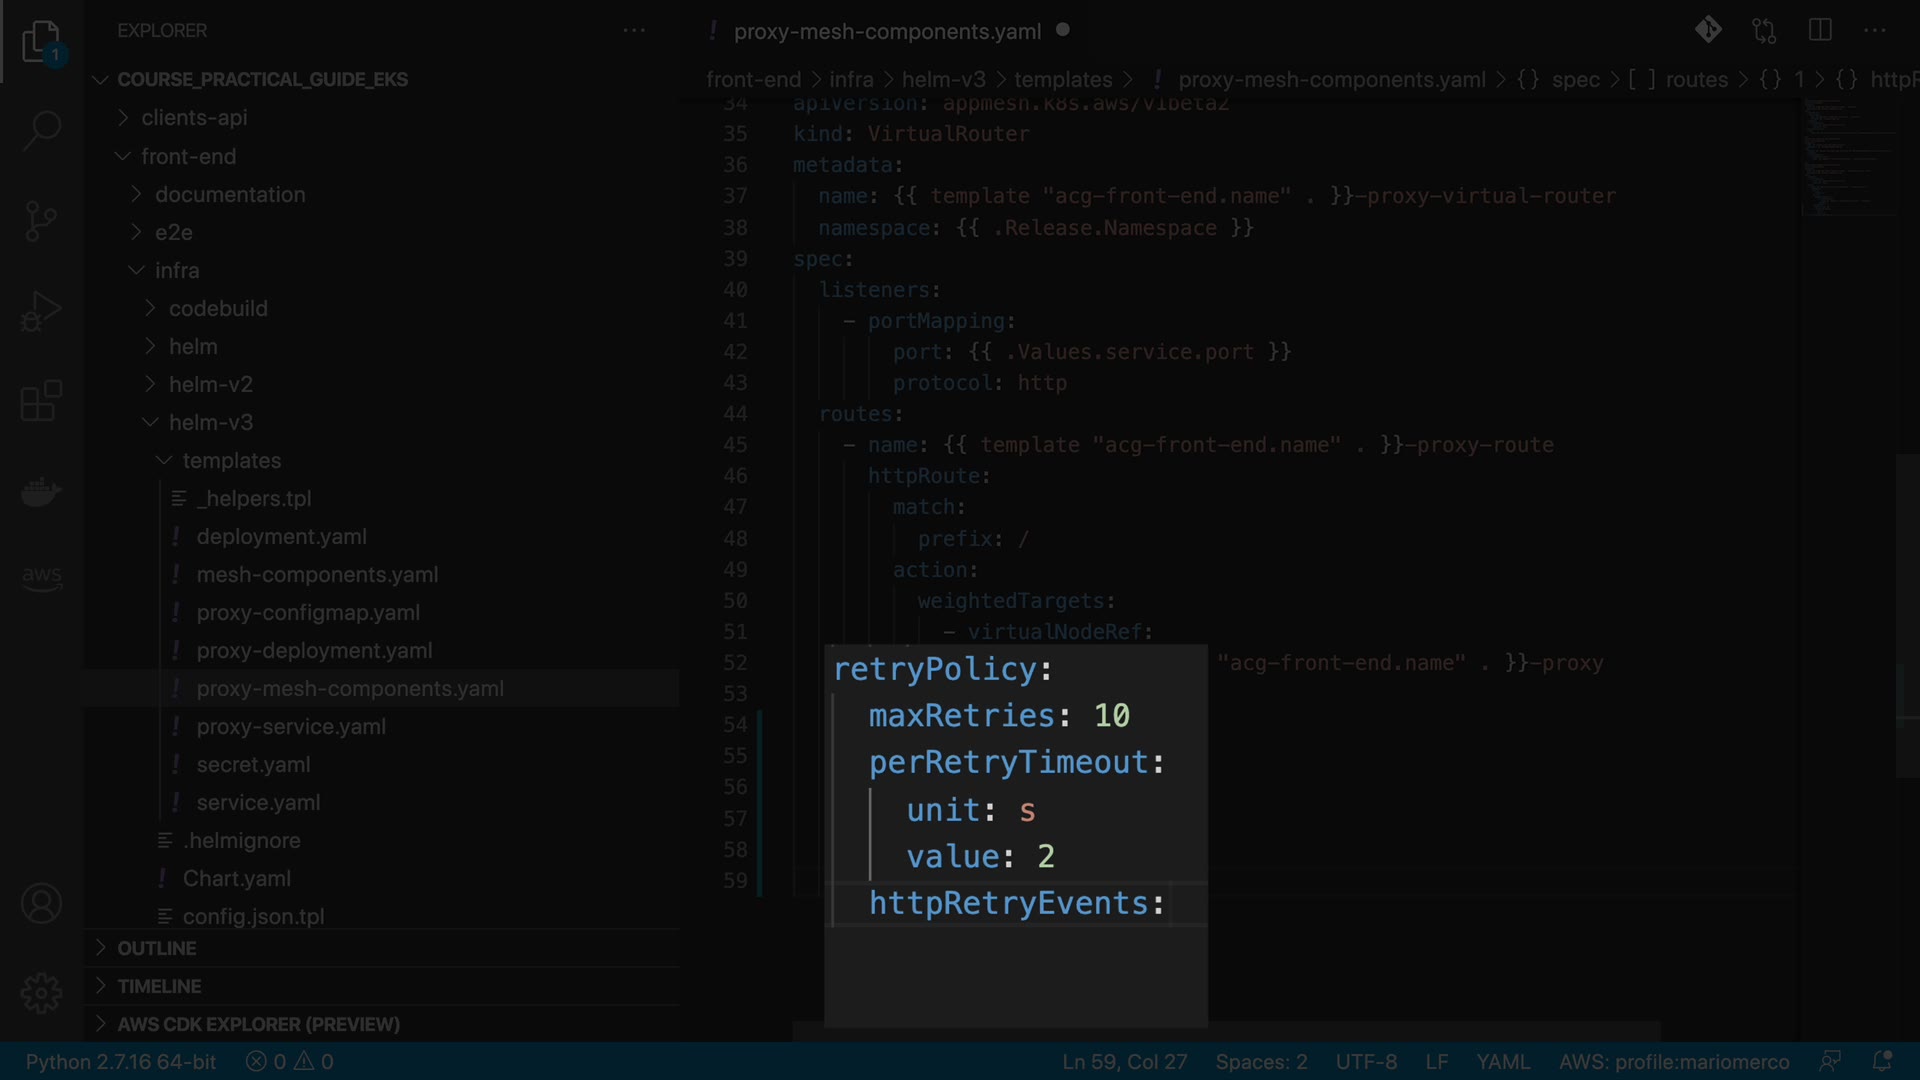 EXPLORER
1
COURSE_PRACTICAL_GUIDE_EKS
clients-api
front-end
documentation
e2e
infra
codebuild
helm
helm-v2
helm-v3
templates
_helpers.tpl
! deployment.yaml
! mesh-components.yaml
! proxy-configmap.yaml
! proxy-deployment.yaml
! proxy-mesh-components.yaml
! proxy-service.yaml
! secret.yaml
! service.yaml
.helmignore
! Chart.yaml
config.json.tpl
OUTLINE
TIMELINE
AWS CDK EXPLORER (PREVIEW)
aws
! proxy-mesh-components.yaml
front-end > infra > helm-v3 > templates > ! proxy-mesh-components.yaml > {} spec > [ ] routes > {} 1 > {} httpR
34 apiVersion: appmesh.k8s.aws/v1beta2
35 kind: VirtualRouter
36 metadata:
37 name: {{ template "acg-front-end.name" . }}-proxy-virtual-router
38 namespace: {{ .Release.Namespace }}
39 spec:
40 listeners:
41 - portMapping:
42 port: {{ .Values.service.port }}
43 protocol: http
44 routes:
45 - name: {{ template "acg-front-end.name" . }}-proxy-route
46 httpRoute:
47 match:
48 prefix: /
49 action:
50 weightedTargets:
51 - virtualNodeRef:
52 "acg-front-end.name" . }}-proxy
53
54
55
56
57
58
59
retryPolicy:
maxRetries: 10
perRetryTimeout:
unit: s
value: 2
httpRetryEvents:
Python 2.7.16 64-bit 0 0 Ln 59, Col 27 Spaces: 2 UTF-8 LF YAML AWS: profile:mariomerco